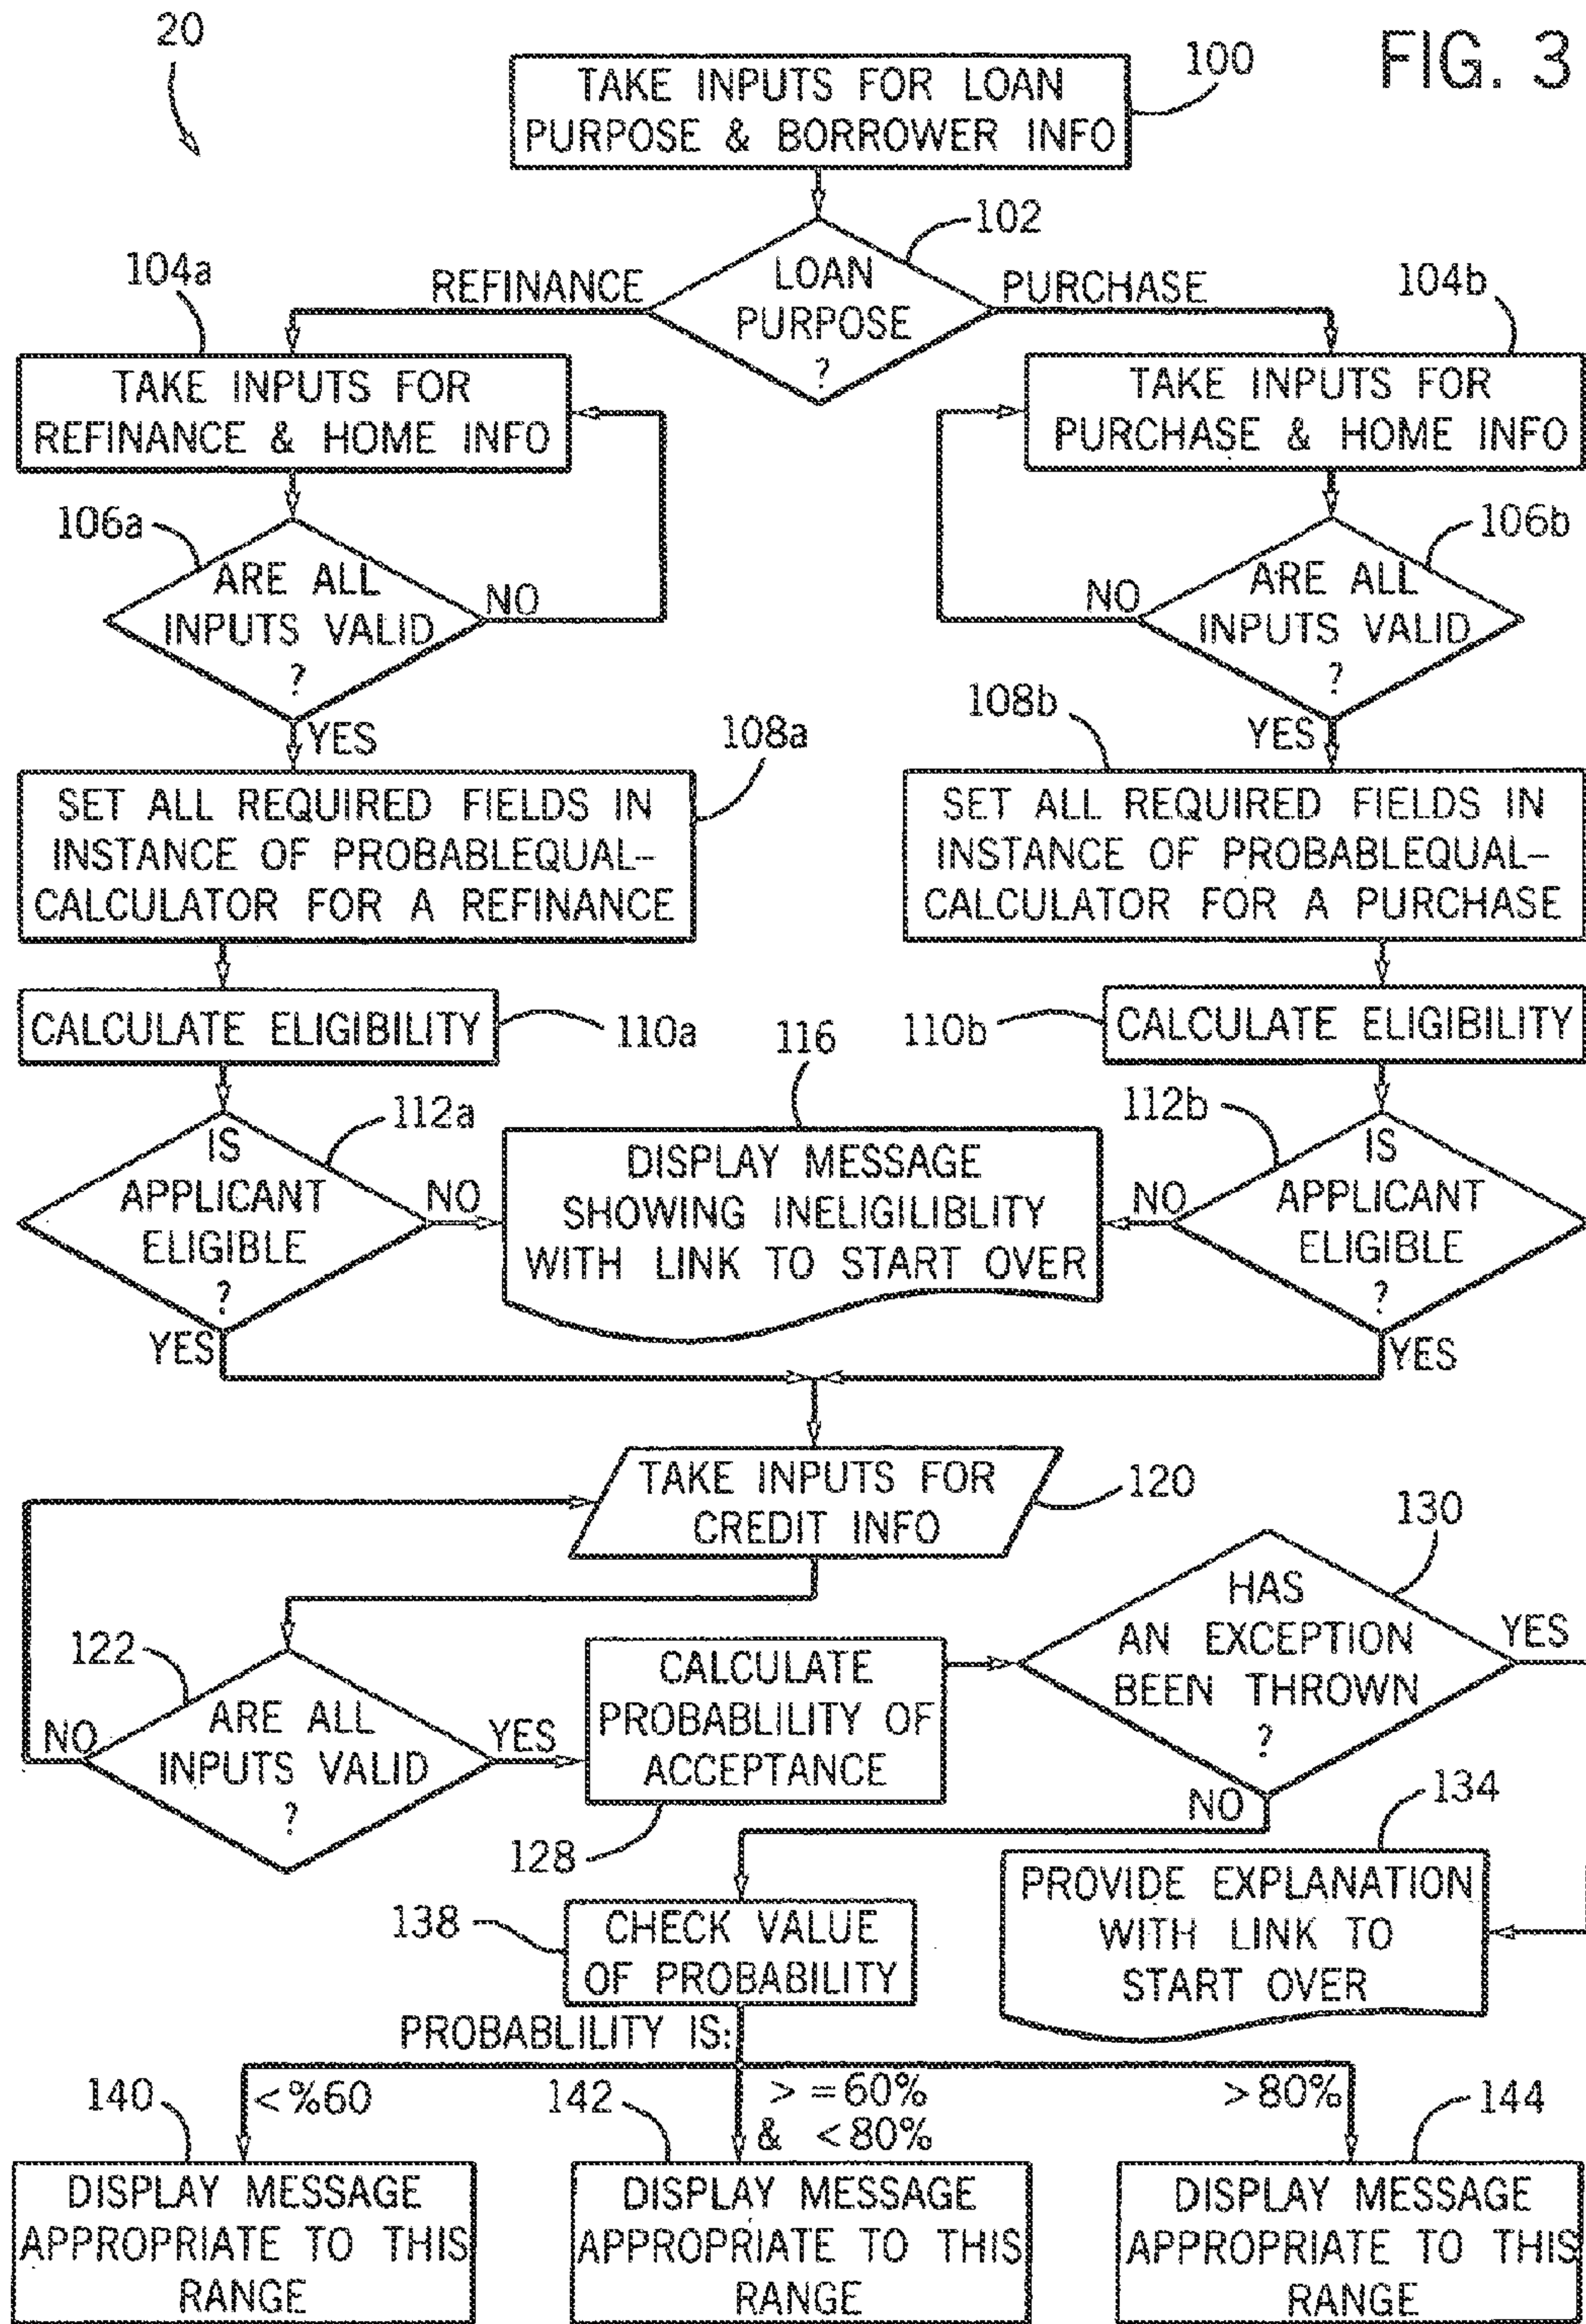 20
FIG. 3
100
TAKE INPUTS FOR LOAN
PURPOSE & BORROWER INFO
102
LOAN
PURPOSE
?
REFINANCE
PURCHASE
104a
104b
TAKE INPUTS FOR
REFINANCE & HOME INFO
TAKE INPUTS FOR
PURCHASE & HOME INFO
106a
106b
ARE ALL
INPUTS VALID
?
NO
NO
ARE ALL
INPUTS VALID
?
YES
YES
108a
108b
SET ALL REQUIRED FIELDS IN
INSTANCE OF PROBABLEQUAL-
CALCULATOR FOR A REFINANCE
SET ALL REQUIRED FIELDS IN
INSTANCE OF PROBABLEQUAL-
CALCULATOR FOR A PURCHASE
CALCULATE ELIGIBILITY
110a
116
110b
CALCULATE ELIGIBILITY
112a
112b
IS
APPLICANT
ELIGIBLE
?
NO
DISPLAY MESSAGE
SHOWING INELIGILIBLITY
WITH LINK TO START OVER
NO
IS
APPLICANT
ELIGIBLE
?
YES
YES
TAKE INPUTS FOR
CREDIT INFO
120
130
122
ARE ALL
INPUTS VALID
?
NO
YES
CALCULATE
PROBABLILITY OF
ACCEPTANCE
128
HAS
AN EXCEPTION
BEEN THROWN
?
YES
NO
134
PROVIDE EXPLANATION
WITH LINK TO
START OVER
138
CHECK VALUE
OF PROBABILITY
PROBABLILITY IS:
140
<%60
142
> =60%
& <80%
>80%
144
DISPLAY MESSAGE
APPROPRIATE TO THIS
RANGE
DISPLAY MESSAGE
APPROPRIATE TO THIS
RANGE
DISPLAY MESSAGE
APPROPRIATE TO THIS
RANGE